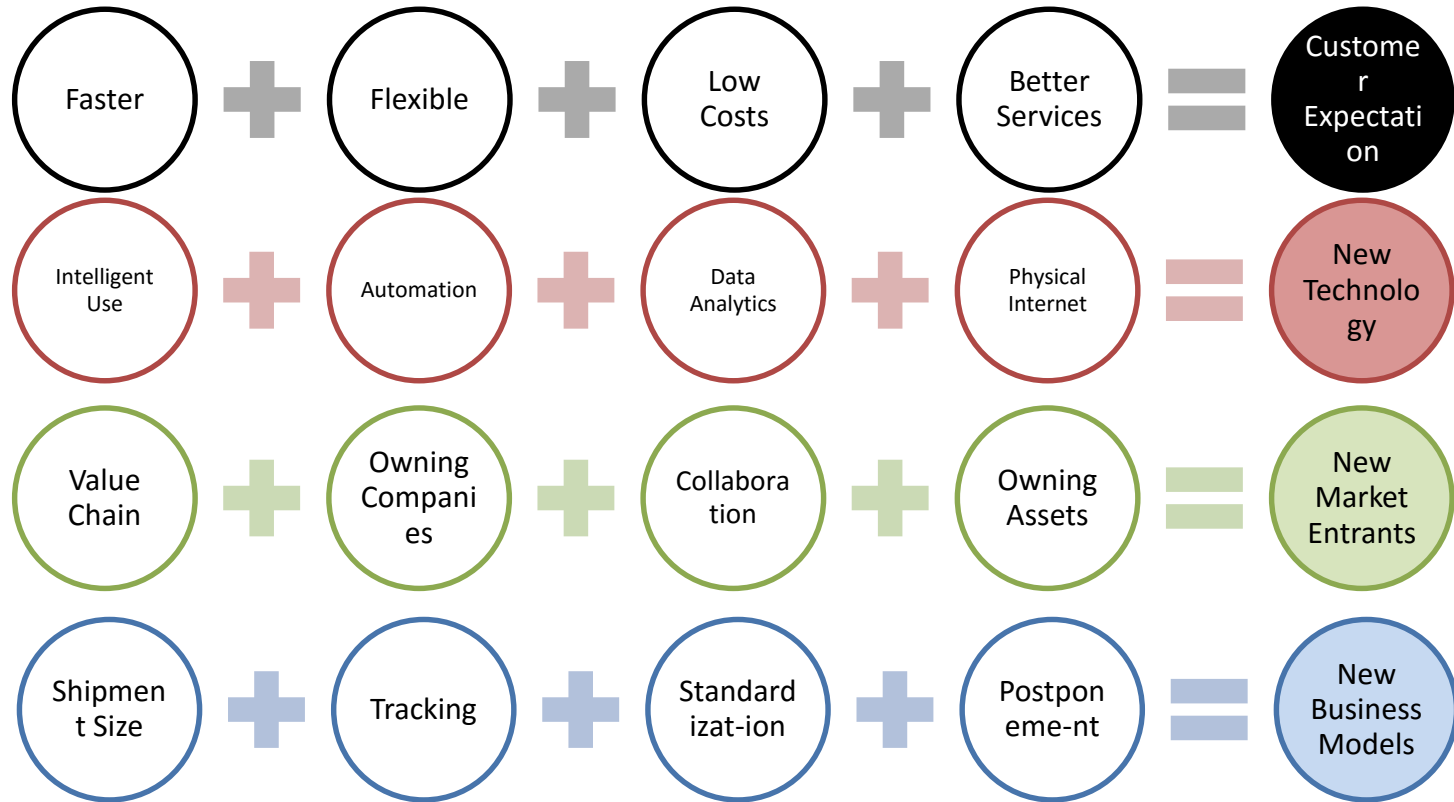 Faster
Flexible
Low
Costs
Better
Services
Custome
r
Expectati
on
Intelligent
Use
Automation
Data
Analytics
Physical
Internet
New
Technolo
gy
Value
Chain
Owning
Compani
es
Collabora
tion
Owning
Assets
New
Market
Entrants
Shipmen
t Size
Tracking
Standard
izat-ion
Postpon
eme-nt
New
Business
Models